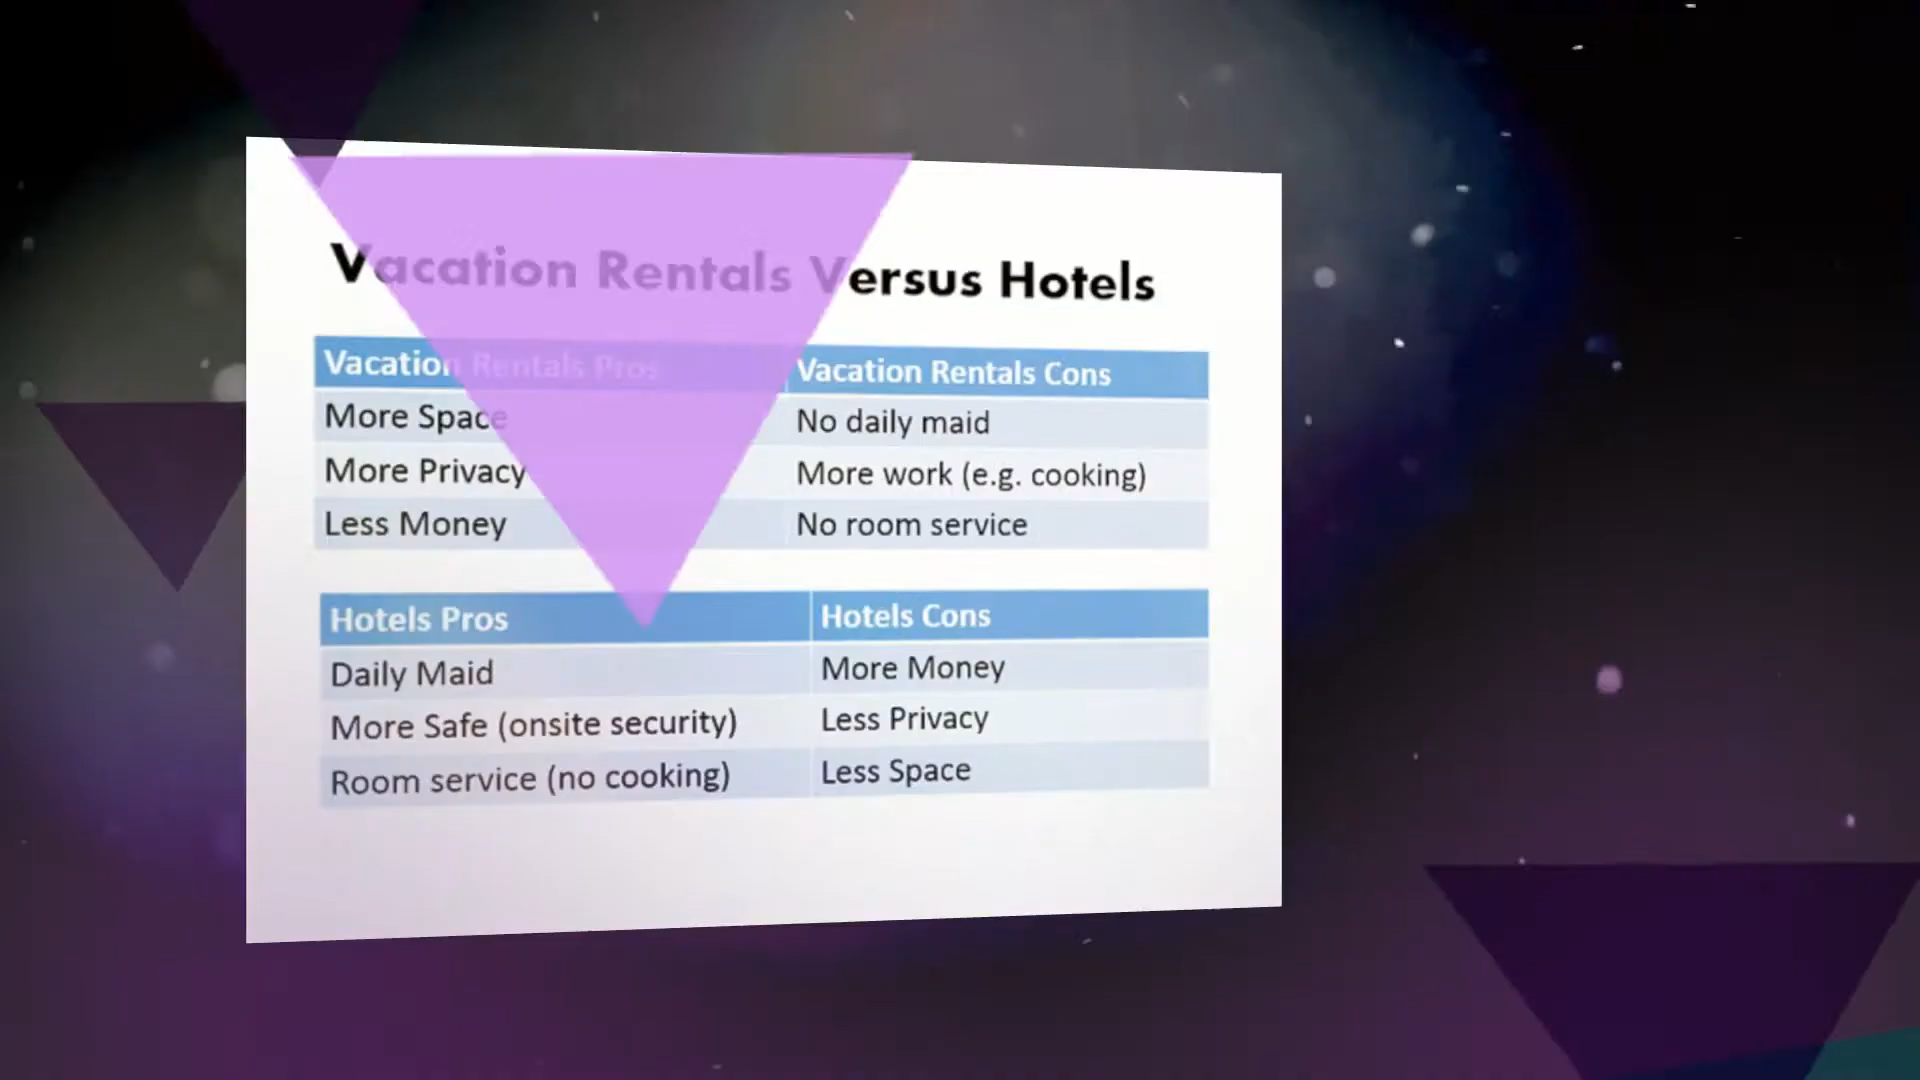 Vacation Rentals Versus Hotels
Vacation Rentals Pros
Vacation Rentals Cons
More Space
No daily maid
More Privacy
More work (e.g. cooking)
Less Money
No room service
Hotels Pros
Hotels Cons
Daily Maid
More Money
More Safe (onsite security)
Less Privacy
Room service (no cooking)
Less Space